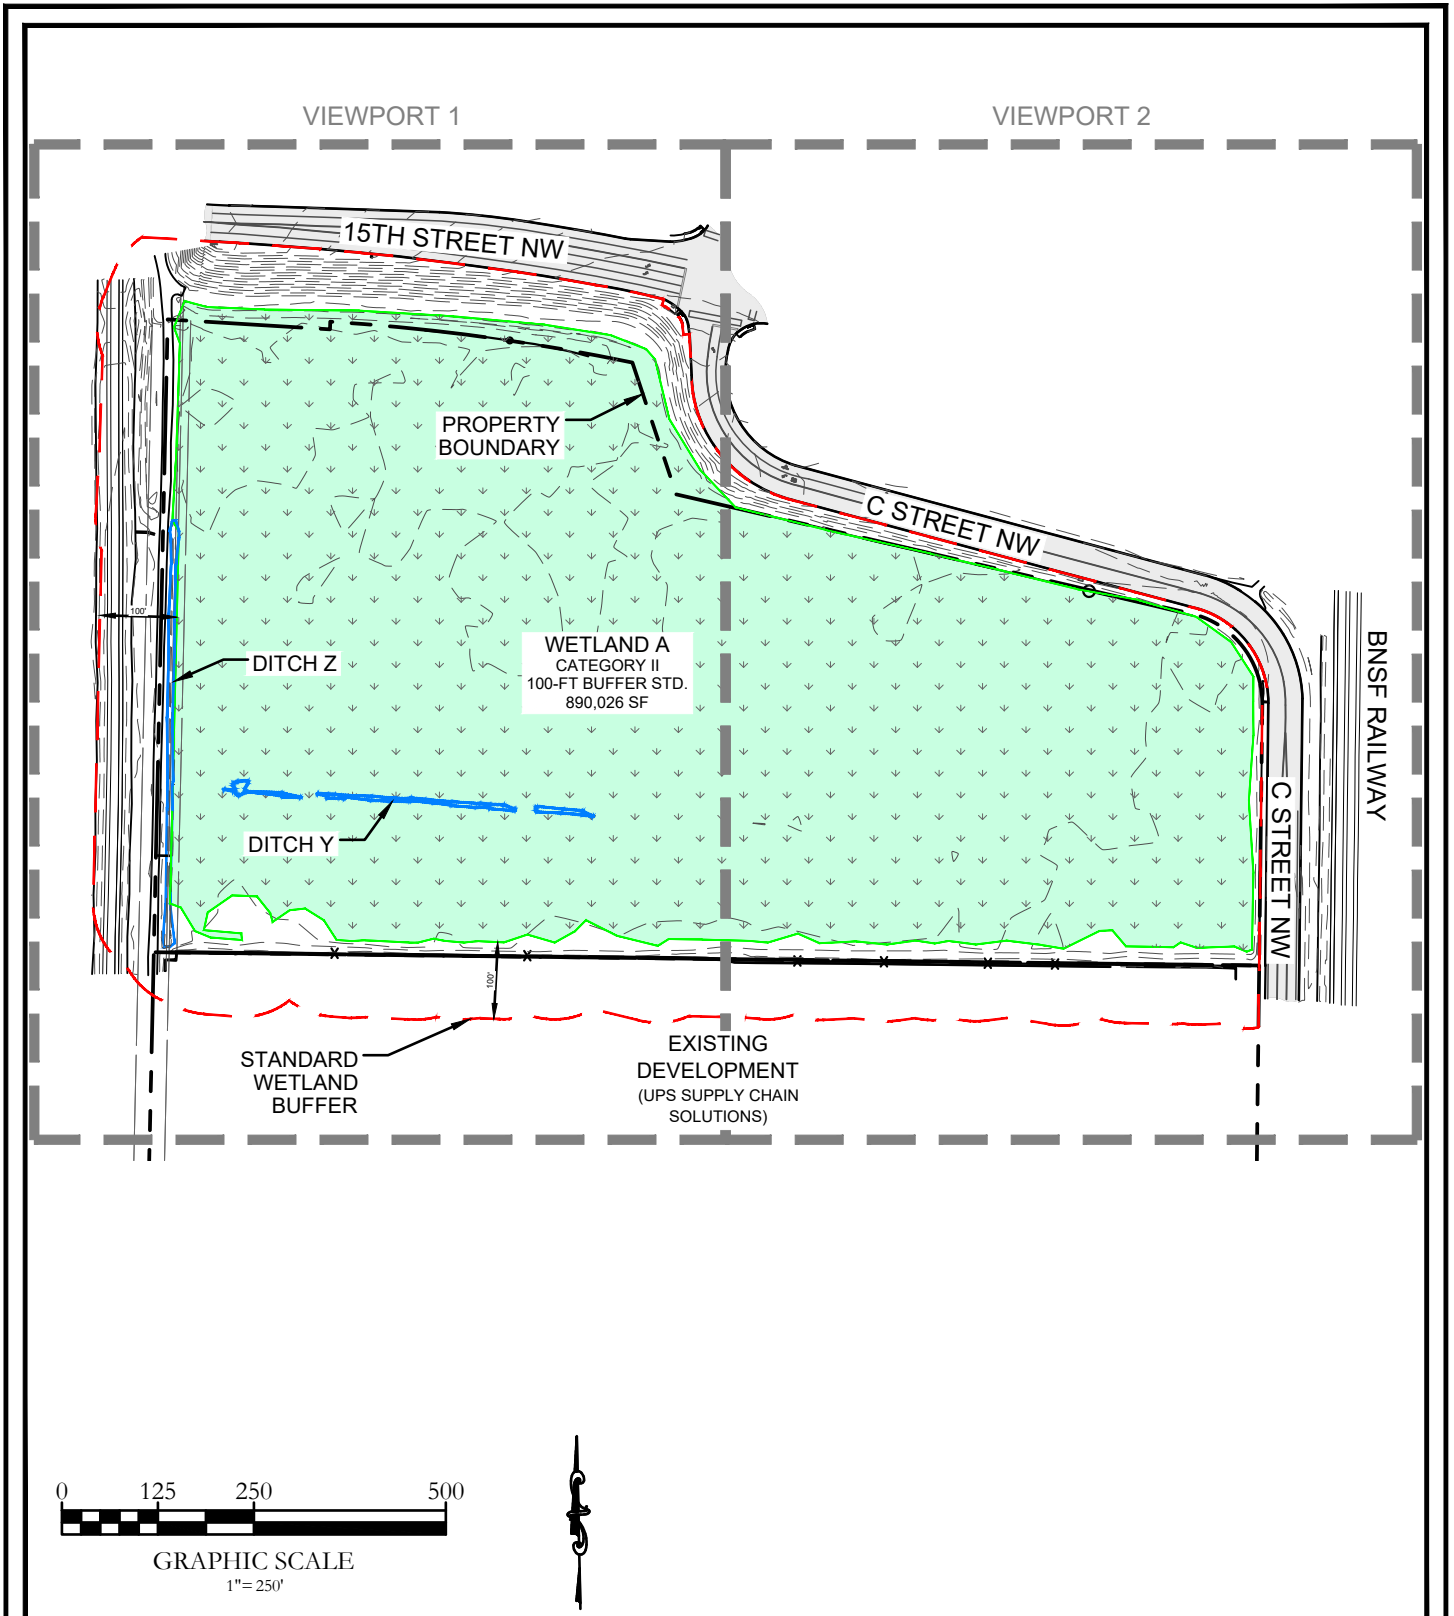 VIEWPORT 1
VIEWPORT 2
15TH STREET NW
PROPERTY
BOUNDARY
C STREET NW
100'
WETLAND A
CATEGORY II
100-FT BUFFER STD.
890,026 SF
DITCH Z
BNSF RAILWAY
DITCH Y
C STREET NW
100'
STANDARD
WETLAND
BUFFER
EXISTING
DEVELOPMENT
(UPS SUPPLY CHAIN
SOLUTIONS)
0 125 250 500
GRAPHIC SCALE
1"=250'